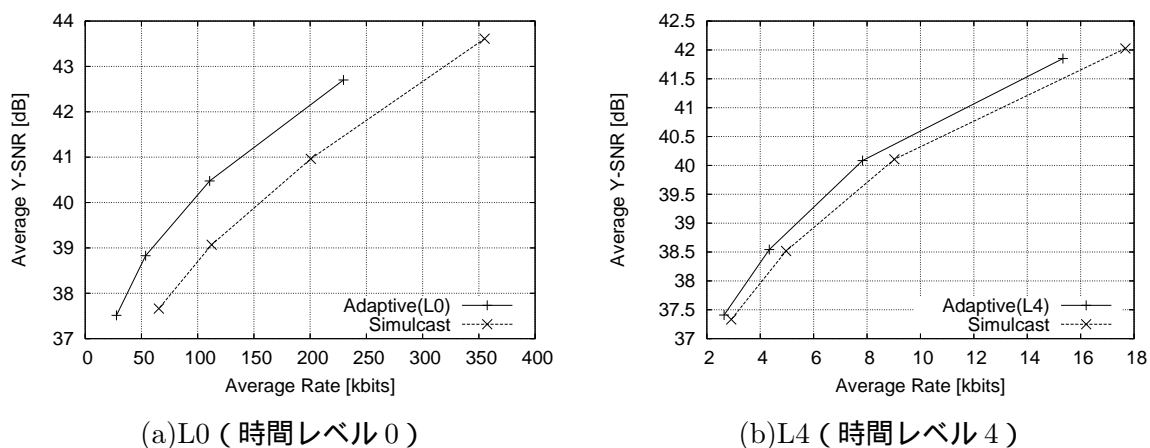 44
43
42
41
40
39
38
37
Average Y-SNR [dB]
Adaptive(L0)
Simulcast
0 50 100 150 200 250 300 350 400
Average Rate [kbits]
(a)L0 ( 時間レベル 0 )
42.5
42
41.5
41
40.5
40
39.5
39
38.5
38
37.5
37
Average Y-SNR [dB]
Adaptive(L4)
Simulcast
2 4 6 8 10 12 14 16 18
Average Rate [kbits]
(b)L4 ( 時間レベル 4 )